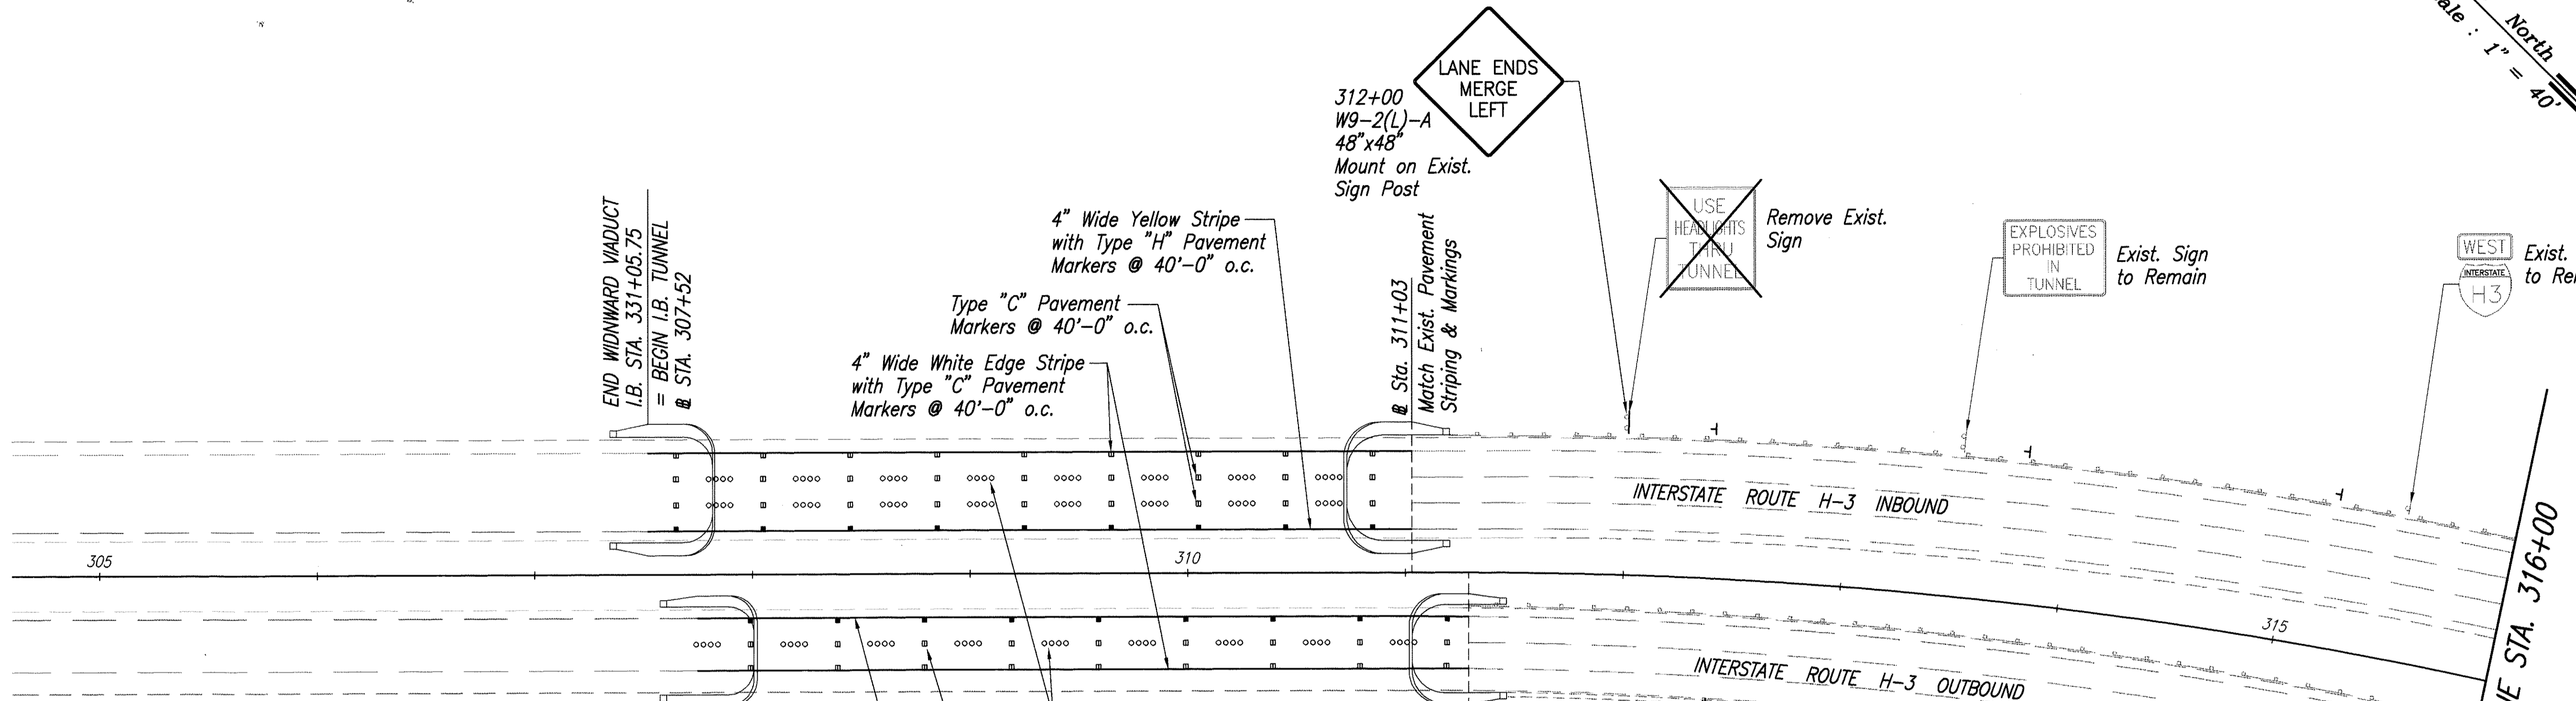 North
1" = 40'
LANE ENDS
MERGE
LEFT
312+00
W9-2(L)-A
48"x48"
Mount on Exist.
Sign Post
END WIDNWARD VIADUCT
I.B. STA. 331+05.75
= BEGIN I.B. TUNNEL
STA. 307+52
4" Wide Yellow Stripe
with Type "H" Pavement
Markers @ 40'-0" o.c.
Type "C" Pavement
Markers @ 40'-0" o.c.
4" Wide White Edge Stripe
with Type "C" Pavement
Markers @ 40'-0" o.c.
Sta. 311+03
Match Exist. Pavement
Striping & Markings
USE
HEADLIGHTS
THRU
TUNNEL
Remove Exist.
Sign
EXPLOSIVES
PROHIBITED
IN
TUNNEL
Exist. Sign
to Remain
WEST
INTERSTATE
H3
Exist.
to
INTERSTATE ROUTE H-3 INBOUND
305
310
315
INTERSTATE ROUTE H-3 OUTBOUND
STA. 316+00